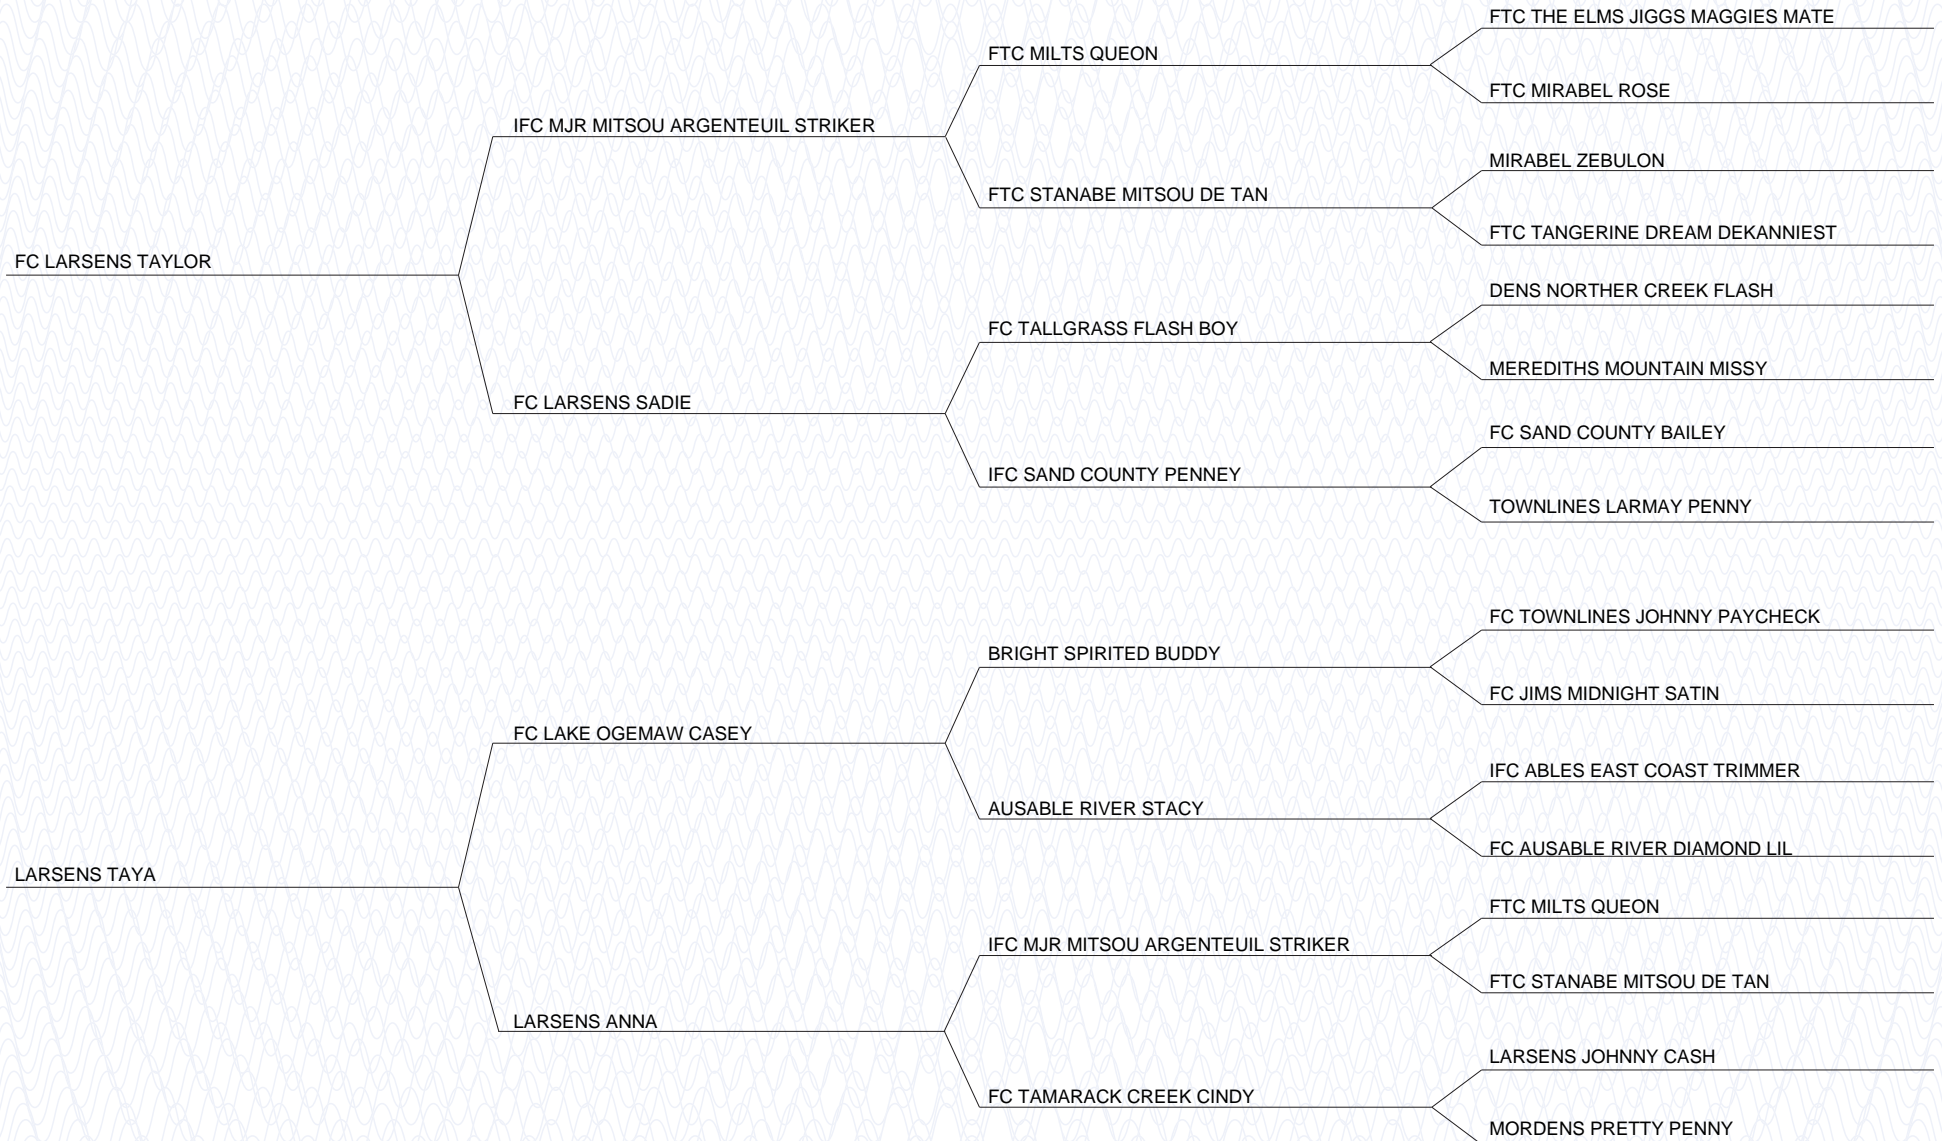 FTC THE ELMS JIGGS MAGGIES MATE
FTC MILTS QUEON
FTC MIRABEL ROSE
IFC MJR MITSOU ARGENTEUIL STRIKER
MIRABEL ZEBULON
FTC STANABE MITSOU DE TAN
FTC TANGERINE DREAM DEKANNIEST
FC LARSENS TAYLOR
DENS NORTHER CREEK FLASH
FC TALLGRASS FLASH BOY
MEREDITHS MOUNTAIN MISSY
FC LARSENS SADIE
FC SAND COUNTY BAILEY
IFC SAND COUNTY PENNEY
TOWNLINES LARMAY PENNY
FC TOWNLINES JOHNNY PAYCHECK
BRIGHT SPIRITED BUDDY
FC JIMS MIDNIGHT SATIN
FC LAKE OGEMAW CASEY
IFC ABLES EAST COAST TRIMMER
AUSABLE RIVER STACY
FC AUSABLE RIVER DIAMOND LIL
LARSENS TAYA
FTC MILTS QUEON
IFC MJR MITSOU ARGENTEUIL STRIKER
FTC STANABE MITSOU DE TAN
LARSENS ANNA
LARSENS JOHNNY CASH
FC TAMARACK CREEK CINDY
MORDENS PRETTY PENNY